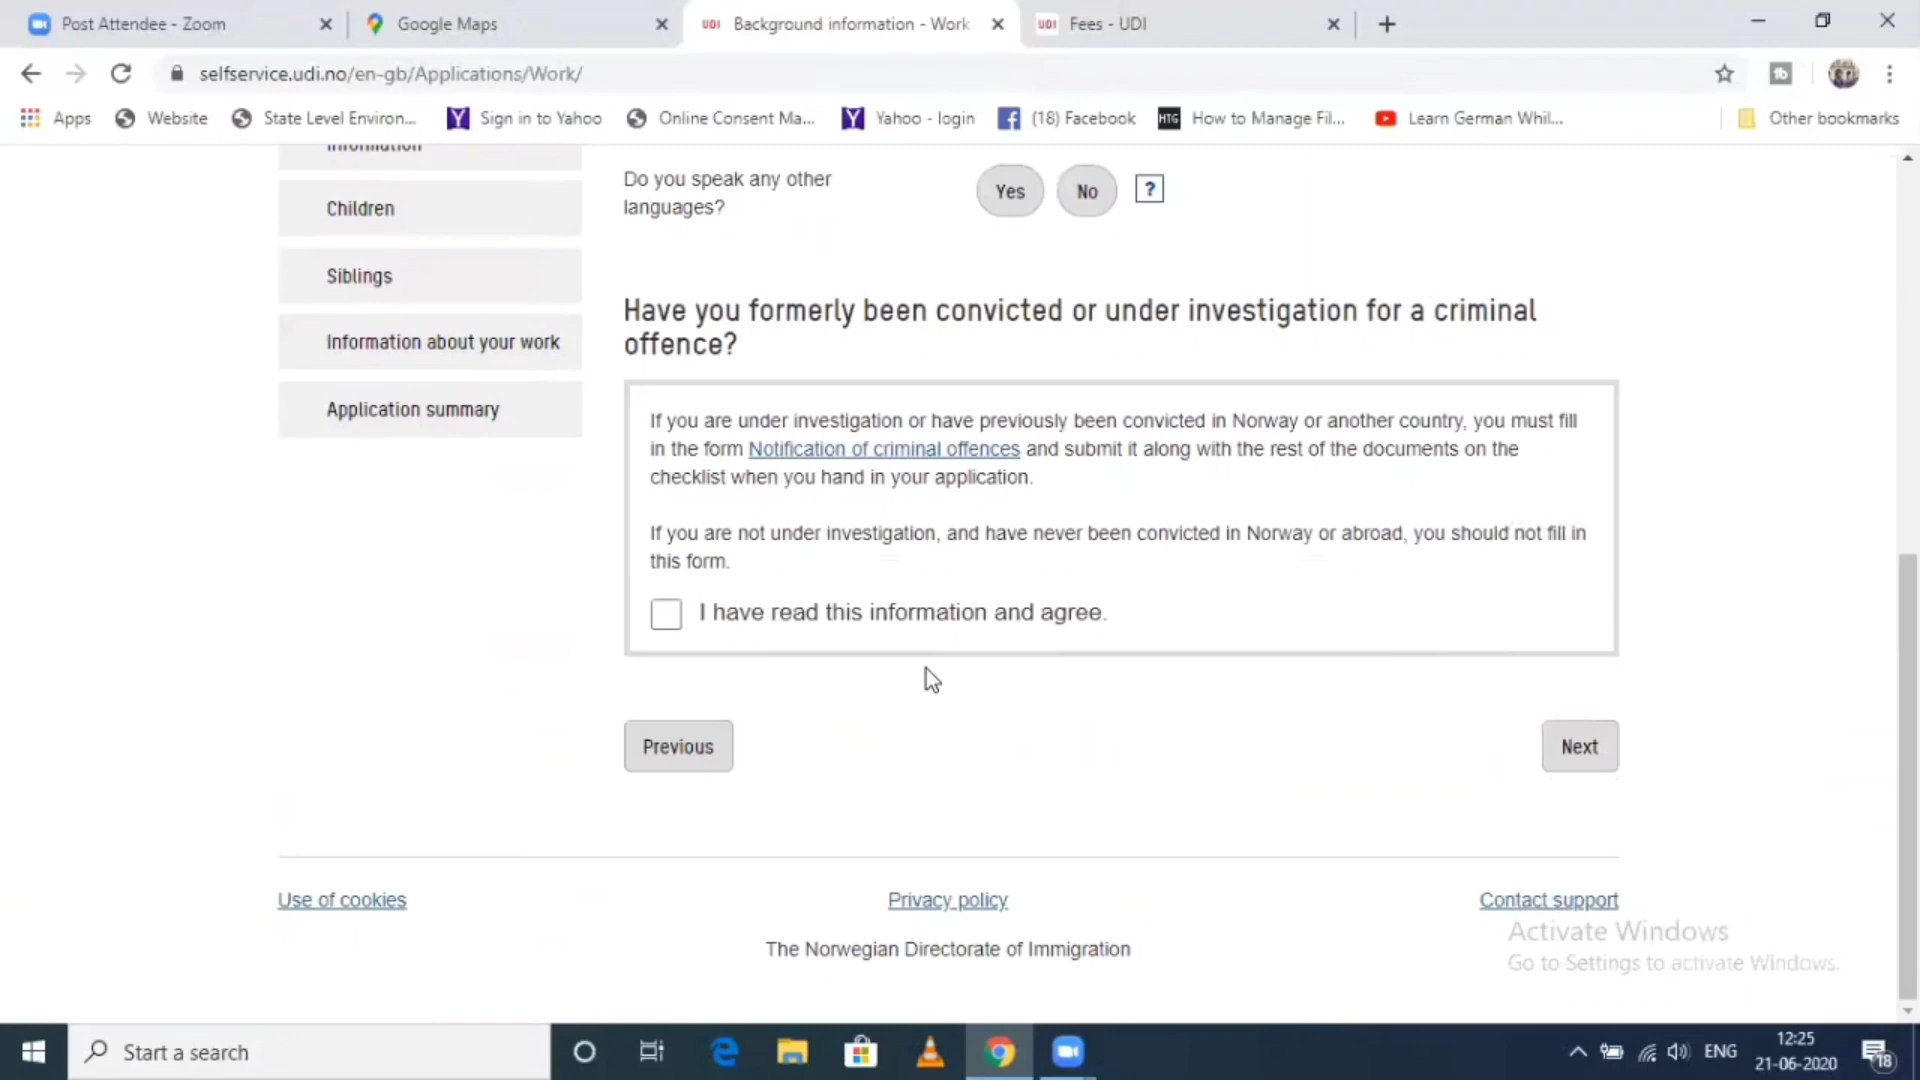 Post Attendee - Zoom
Google Maps
UDI Background information - Work
UDI Fees - UDI
selfservice.udi.no/en-gb/Applications/Work/
Apps
Website
State Level Environ...
Sign in to Yahoo
Online Consent Ma...
Yahoo - login
(18) Facebook
HTG How to Manage Fil...
Learn German Whil...
Other bookmarks
Information
Children
Siblings
Information about your work
Application summary
Do you speak any other
languages?
Yes
No
?
Have you formerly been convicted or under investigation for a criminal
offence?
If you are under investigation or have previously been convicted in Norway or another country, you must fill
in the form Notification of criminal offences and submit it along with the rest of the documents on the
checklist when you hand in your application.
If you are not under investigation, and have never been convicted in Norway or abroad, you should not fill in
this form.
I have read this information and agree.
Previous
Next
Use of cookies
Privacy policy
Contact support
The Norwegian Directorate of Immigration
Activate Windows
Go to Settings to activate Windows.
Start a search
ENG
12:25
21-06-2020
18